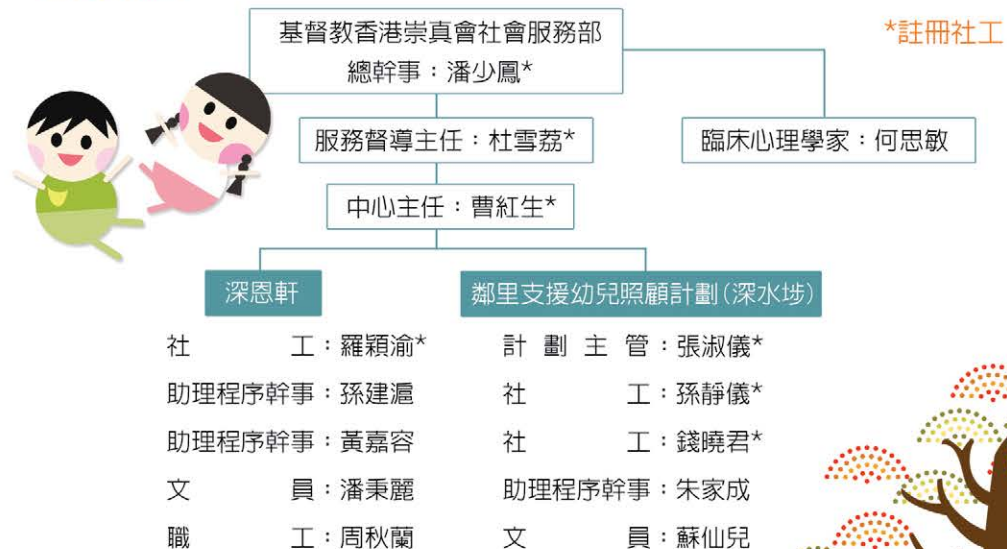 基督教香港崇真會社會服務部
總幹事：潘少鳳*
*註冊社工
服務督導主任：杜雪荔*
臨床心理學家：何思敏
中心主任：曹紅生*
深恩軒
社工：羅穎渝*
助理程序幹事：孫建滬
助理程序幹事：黃嘉容
文員：潘秉麗
職工：周秋蘭
鄰里支援幼兒照顧計劃(深水埗)
計劃主管：張淑儀*
社工：孫靜儀*
社工：錢曉君*
助理程序幹事：朱家成
文員：蘇仙兒